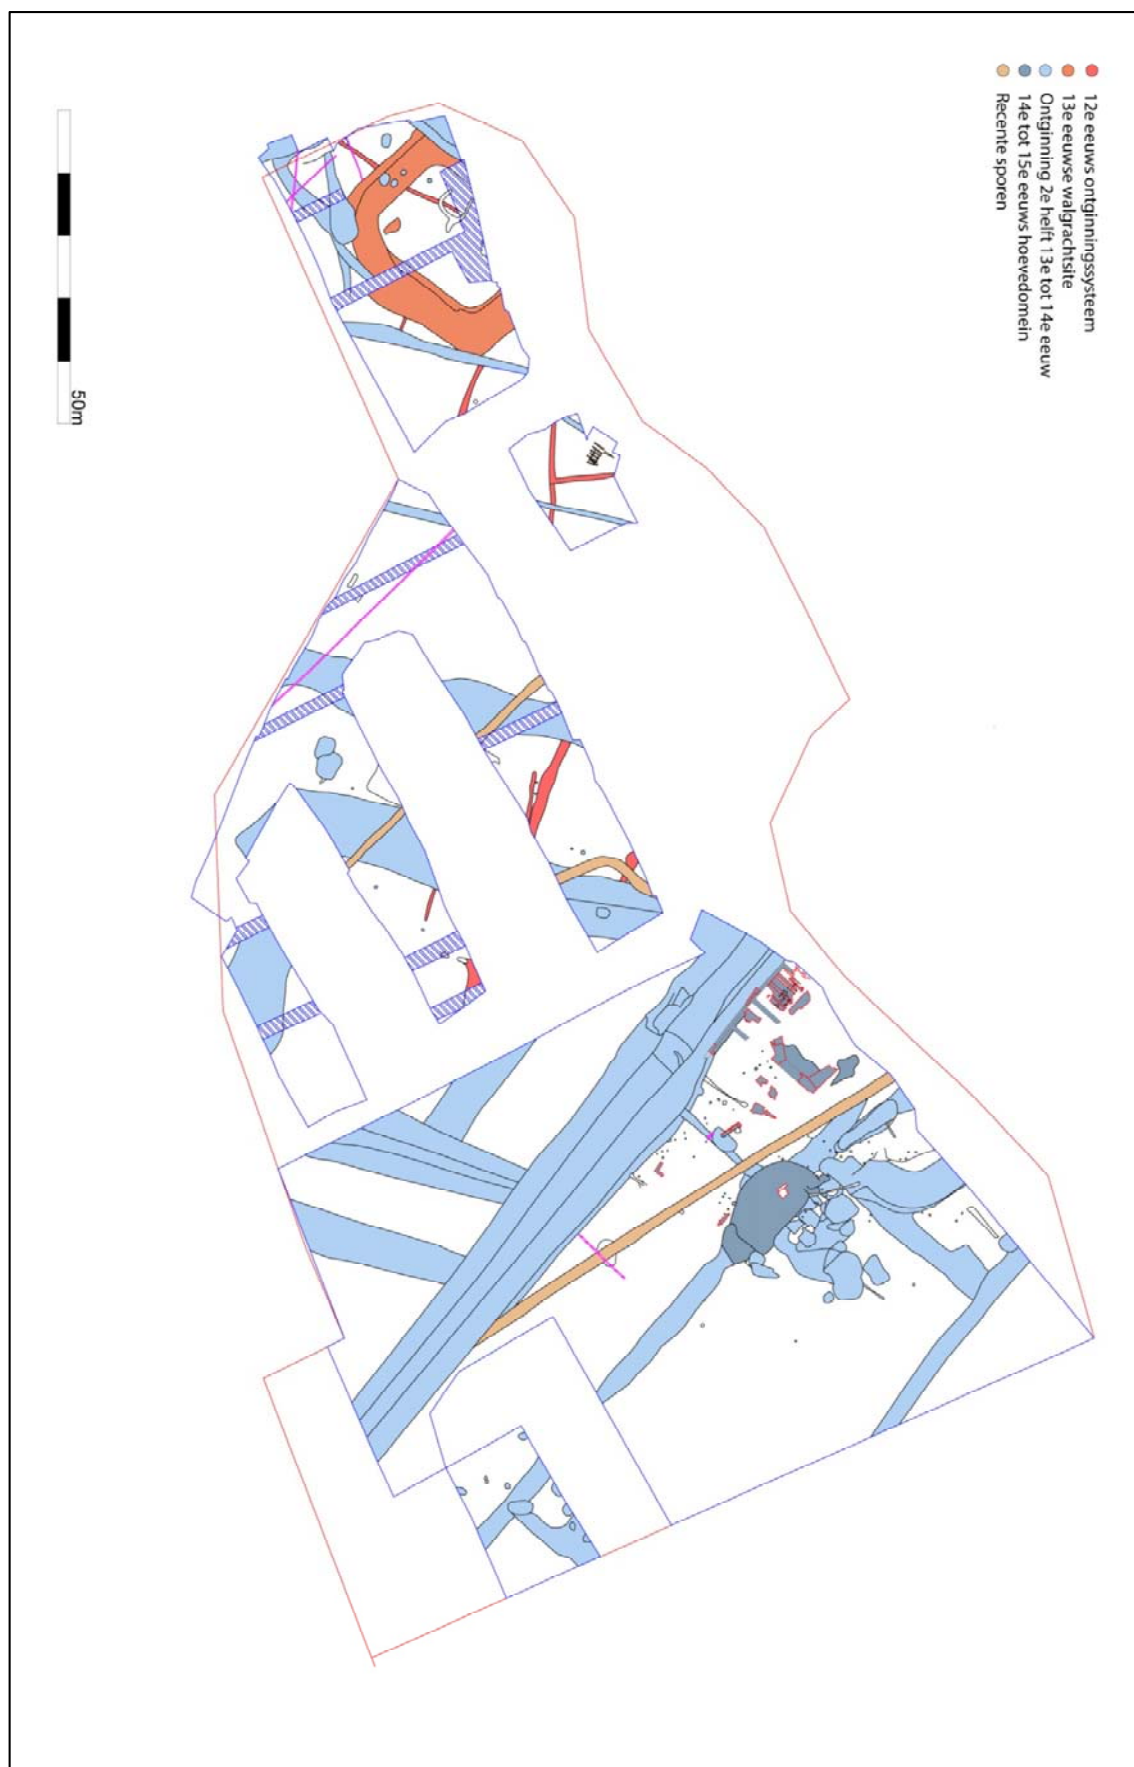 12e eeuws ontginningssysteem
13e eeuwse walgrachtsite
Ontginning 2e helft 13e tot 14e eeuw
14e tot 15e eeuws hoevedomein
Recente sporen
50m